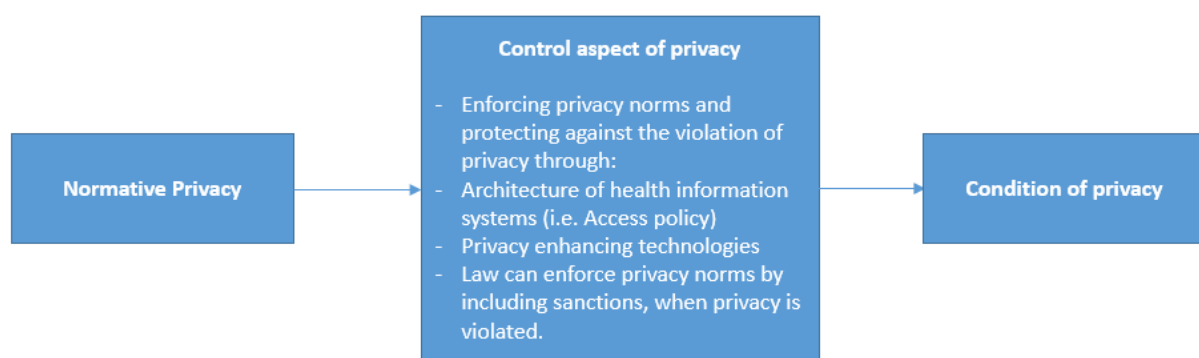 Normative Privacy
Control aspect of privacy
- Enforcing privacy norms and
protecting against the violation of
privacy through:
- Architecture of health information
systems (i.e. Access policy)
- Privacy enhancing technologies
- Law can enforce privacy norms by
including sanctions, when privacy is
violated.
Condition of privacy